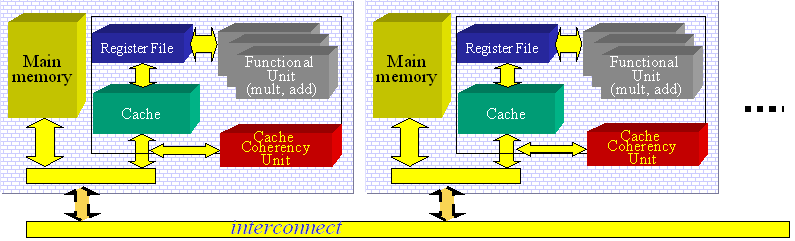 Main
memory
Register File
Functional
Unit
(mult, add)
Cache
Cache
Coherency
Unit
Main
memory
Register File
Functional
Unit
(mult, add)
Cache
Cache
Coherency
Unit
interconnect